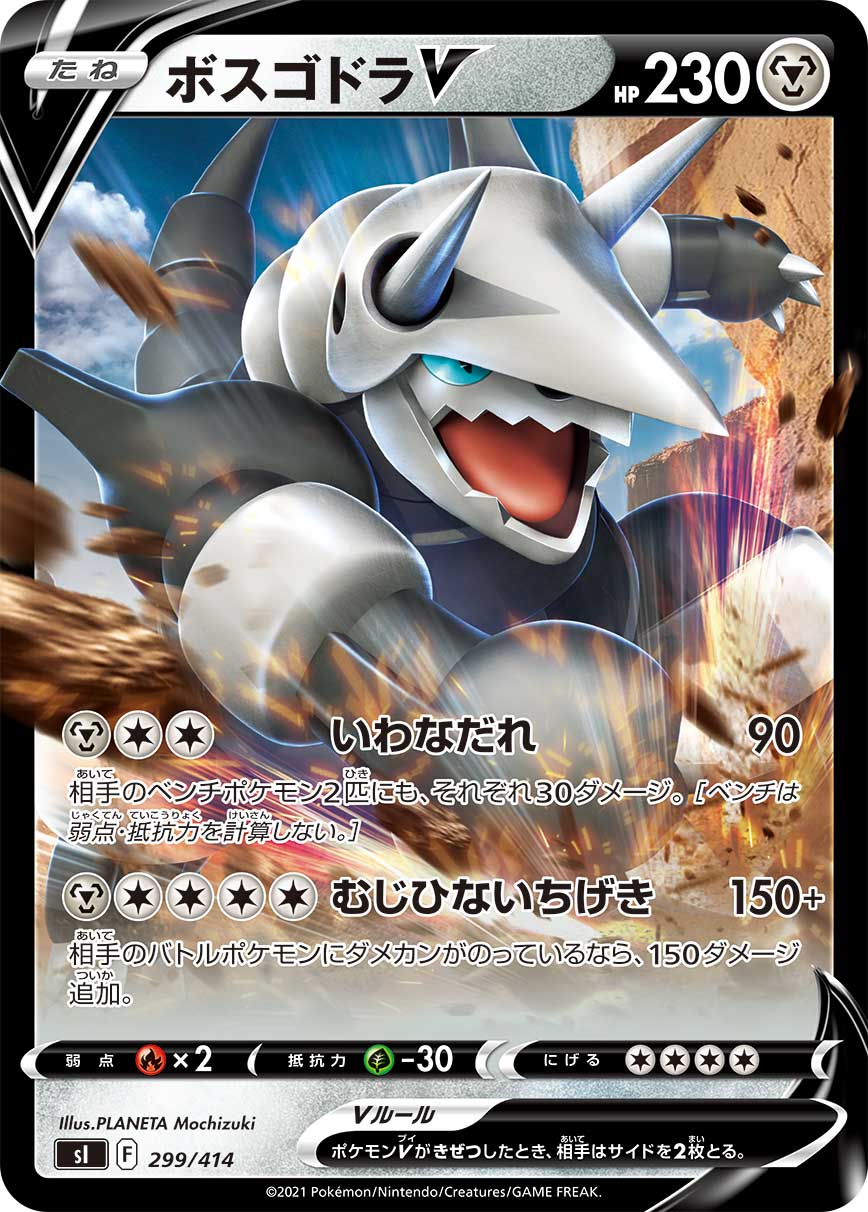 たね ボスゴドラV HP 230
いわなだれ 90
相手のベンチポケモン2匹にも、それぞれ30ダメージ。［ベンチは
弱点・抵抗力を計算しない。］
むじひないちげき 150+
相手のバトルポケモンにダメカンがのっているなら、150ダメージ
追加。
弱点 ×2 抵抗力 -30 にげる
Illus.PLANETA Mochizuki
Vルール
ポケモンVがきぜつしたとき、相手はサイドを2枚とる。
sI F 299/414
©2021 Pokémon/Nintendo/Creatures/GAME FREAK.